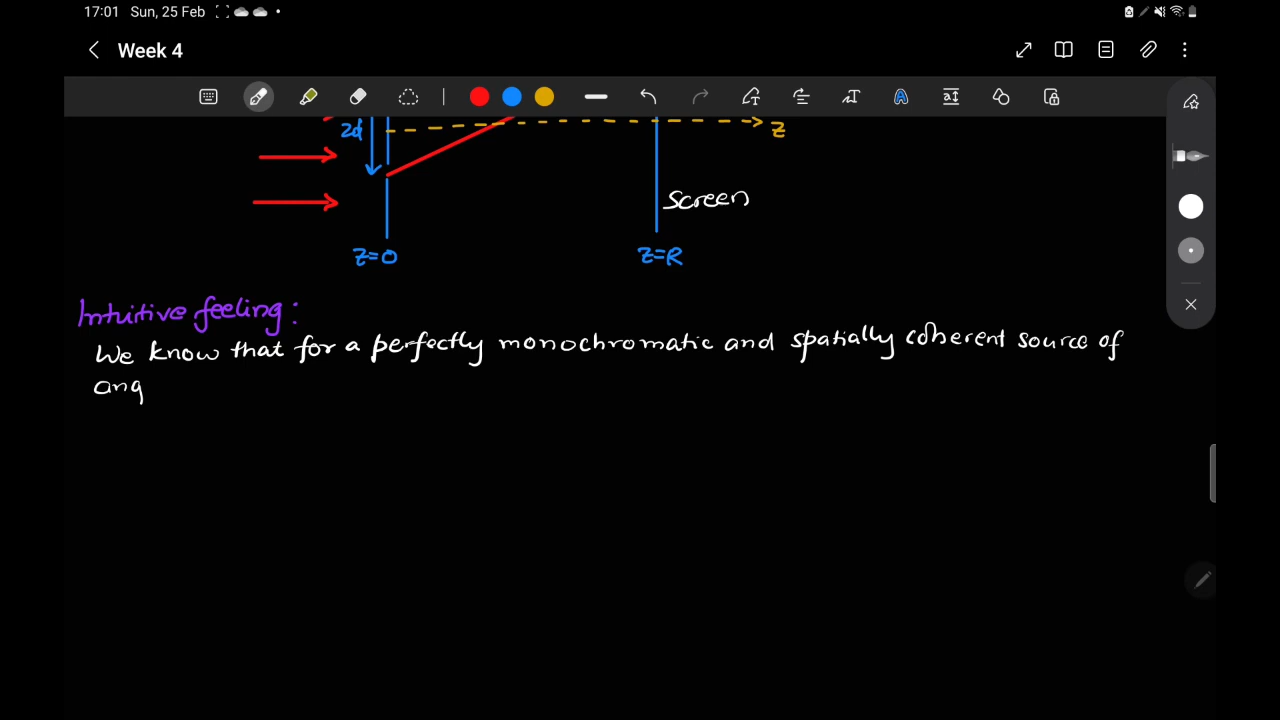 17:01 Sun, 25 Feb
Week 4
2d
z
Screen
z=0
z=R
Intuitive feeling:
We know that for a perfectly monochromatic and spatially coherent source of
ang